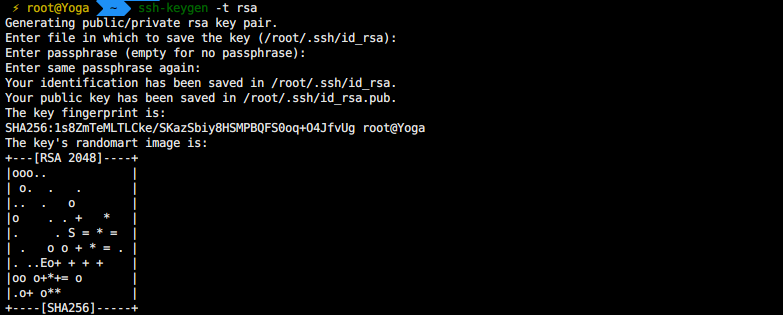 ⚡ root@Yoga ~ ssh-keygen -t rsa
Generating public/private rsa key pair.
Enter file in which to save the key (/root/.ssh/id_rsa):
Enter passphrase (empty for no passphrase):
Enter same passphrase again:
Your identification has been saved in /root/.ssh/id_rsa.
Your public key has been saved in /root/.ssh/id_rsa.pub.
The key fingerprint is:
SHA256:1s8ZmTeMLTLCke/SKazSbiy8HSMPBQFS0oq+O4JfvUg root@Yoga
The key's randomart image is:
+---[RSA 2048]----+
|ooo..            |
| o.  .   .       |
|..  .   o        |
|o    . . +   *   |
|.     . S = * =  |
| .   o o + * = . |
|. ..Eo+ + + +    |
|oo o+*+= o       |
|.o+ o**          |
+----[SHA256]-----+